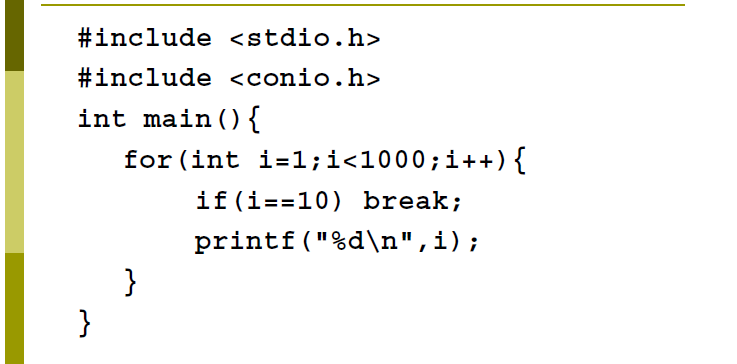 #include <stdio.h>
#include <conio.h>
int main(){
for(int i=1;i<1000;i++){
if(i==10) break;
printf("%d\n",i);
}
}